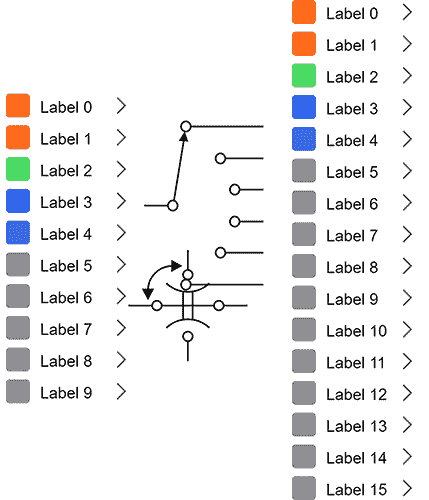 Label 0
Label 1
Label 2
Label 3
Label 4
Label 5
Label 6
Label 7
Label 8
Label 9
Label 0
Label 1
Label 2
Label 3
Label 4
Label 5
Label 6
Label 7
Label 8
Label 9
Label 10
Label 11
Label 12
Label 13
Label 14
Label 15